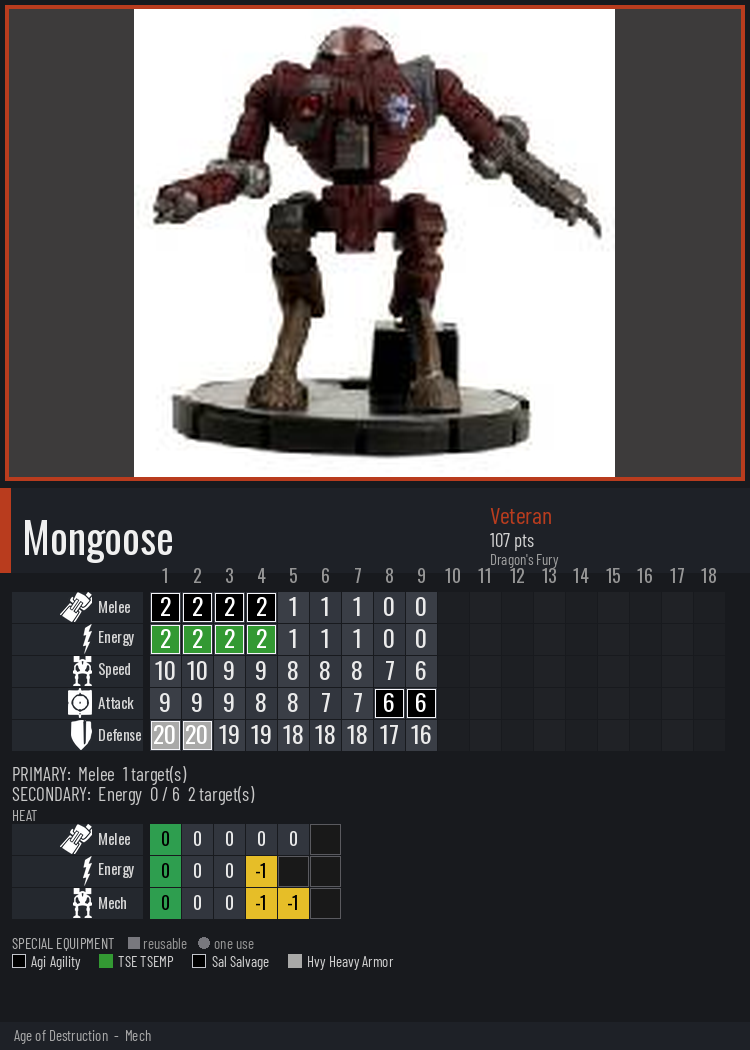 Mongoose
Veteran
107 pts
Dragon's Fury
1 2 3 4 5 6 7 8 9 10 11 12 13 14 15 16 17 18
Melee 2 2 2 2 1 1 1 0 0
Energy 2 2 2 2 1 1 1 0 0
Speed 10 10 9 9 8 8 8 7 6
Attack 9 9 9 8 8 7 7 6 6
Defense 20 20 19 19 18 18 18 17 16
PRIMARY: Melee 1 target(s)
SECONDARY: Energy 0 / 6 2 target(s)
HEAT
Melee 0 0 0 0 0
Energy 0 0 0 -1
Mech 0 0 0 -1 -1
SPECIAL EQUIPMENT reusable one use
Agi Agility TSE TSEMP Sal Salvage Hvy Heavy Armor
Age of Destruction - Mech